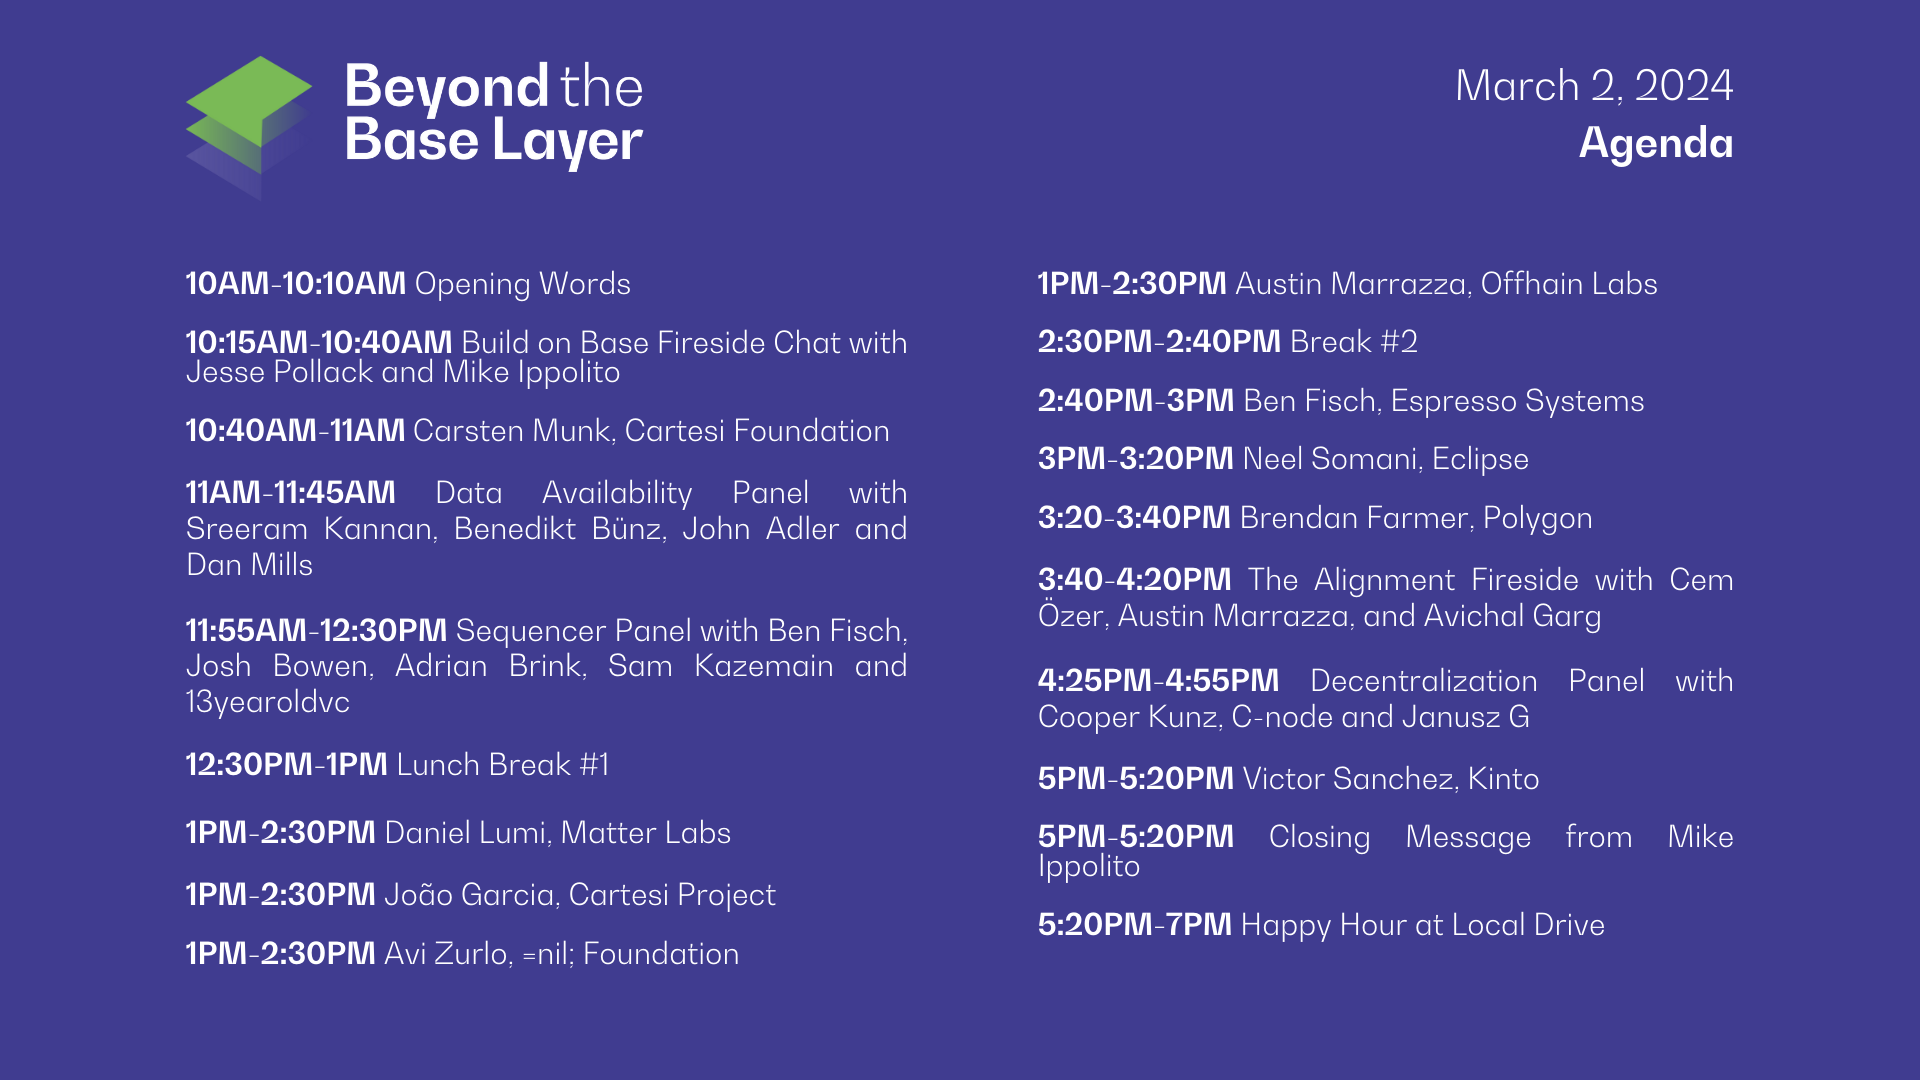 Beyond the
Base Layer
March 2, 2024
Agenda
10AM-10:10AM Opening Words
10:15AM-10:40AM Build on Base Fireside Chat with
Jesse Pollack and Mike Ippolito
10:40AM-11AM Carsten Munk, Cartesi Foundation
11AM-11:45AM Data Availability Panel with
Sreeram Kannan, Benedikt Bünz, John Adler and
Dan Mills
11:55AM-12:30PM Sequencer Panel with Ben Fisch,
Josh Bowen, Adrian Brink, Sam Kazemain and
13yearoldvc
12:30PM-1PM Lunch Break #1
1PM-2:30PM Daniel Lumi, Matter Labs
1PM-2:30PM João Garcia, Cartesi Project
1PM-2:30PM Avi Zurlo, =nil; Foundation
1PM-2:30PM Austin Marrazza, Offhain Labs
2:30PM-2:40PM Break #2
2:40PM-3PM Ben Fisch, Espresso Systems
3PM-3:20PM Neel Somani, Eclipse
3:20-3:40PM Brendan Farmer, Polygon
3:40-4:20PM The Alignment Fireside with Cem
Özer, Austin Marrazza, and Avichal Garg
4:25PM-4:55PM Decentralization Panel with
Cooper Kunz, C-node and Janusz G
5PM-5:20PM Victor Sanchez, Kinto
5PM-5:20PM Closing Message from Mike
Ippolito
5:20PM-7PM Happy Hour at Local Drive